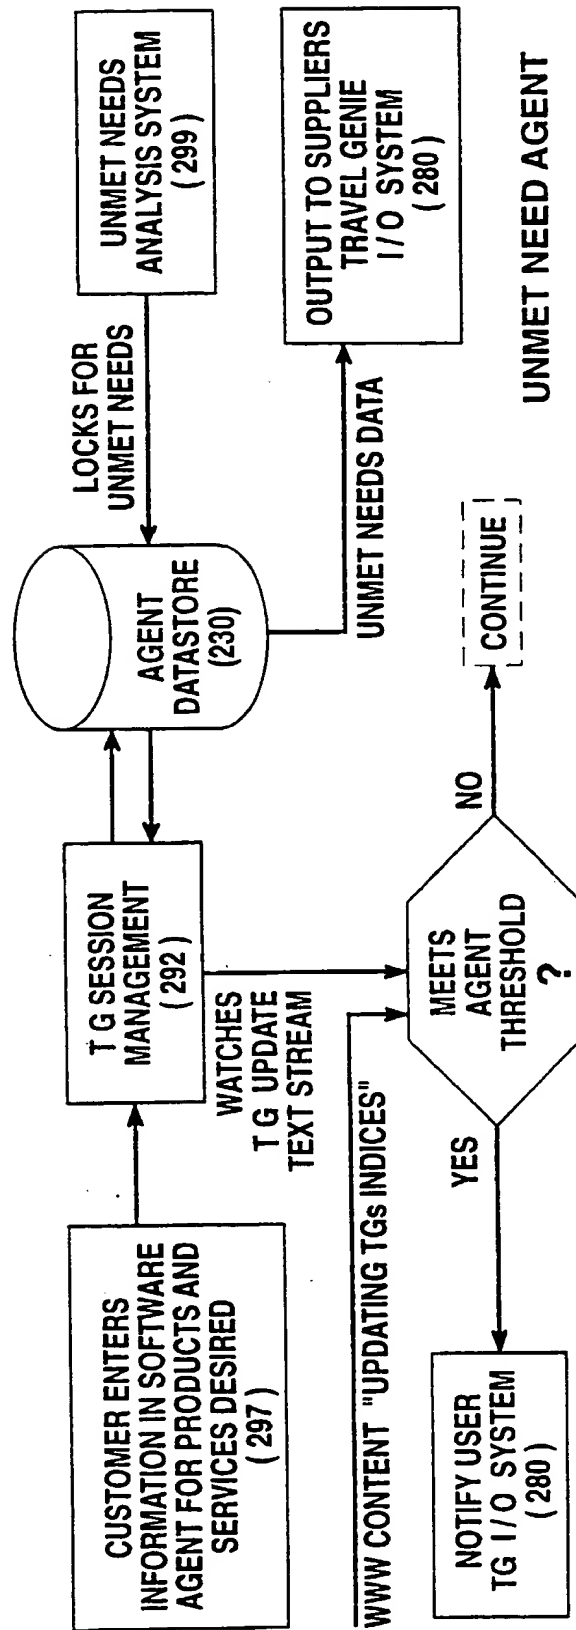 CUSTOMER ENTERS
INFORMATION IN SOFTWARE
AGENT FOR PRODUCTS AND
SERVICES DESIRED
(297)
TG SESSION
MANAGEMENT
(292)
AGENT
DATASTORE
(230)
LOCKS FOR
UNMET NEEDS
UNMET NEEDS
ANALYSIS SYSTEM
(299)
WATCHES
TG UPDATE
TEXT STREAM
UNMET NEEDS DATA
OUTPUT TO SUPPLIERS
TRAVEL GENIE
I/O SYSTEM
(280)
WWW CONTENT "UPDATING TGs INDICES"
MEETS
AGENT
THRESHOLD
?
YES
NO
CONTINUE
NOTIFY USER
TG I/O SYSTEM
(280)
UNMET NEED AGENT